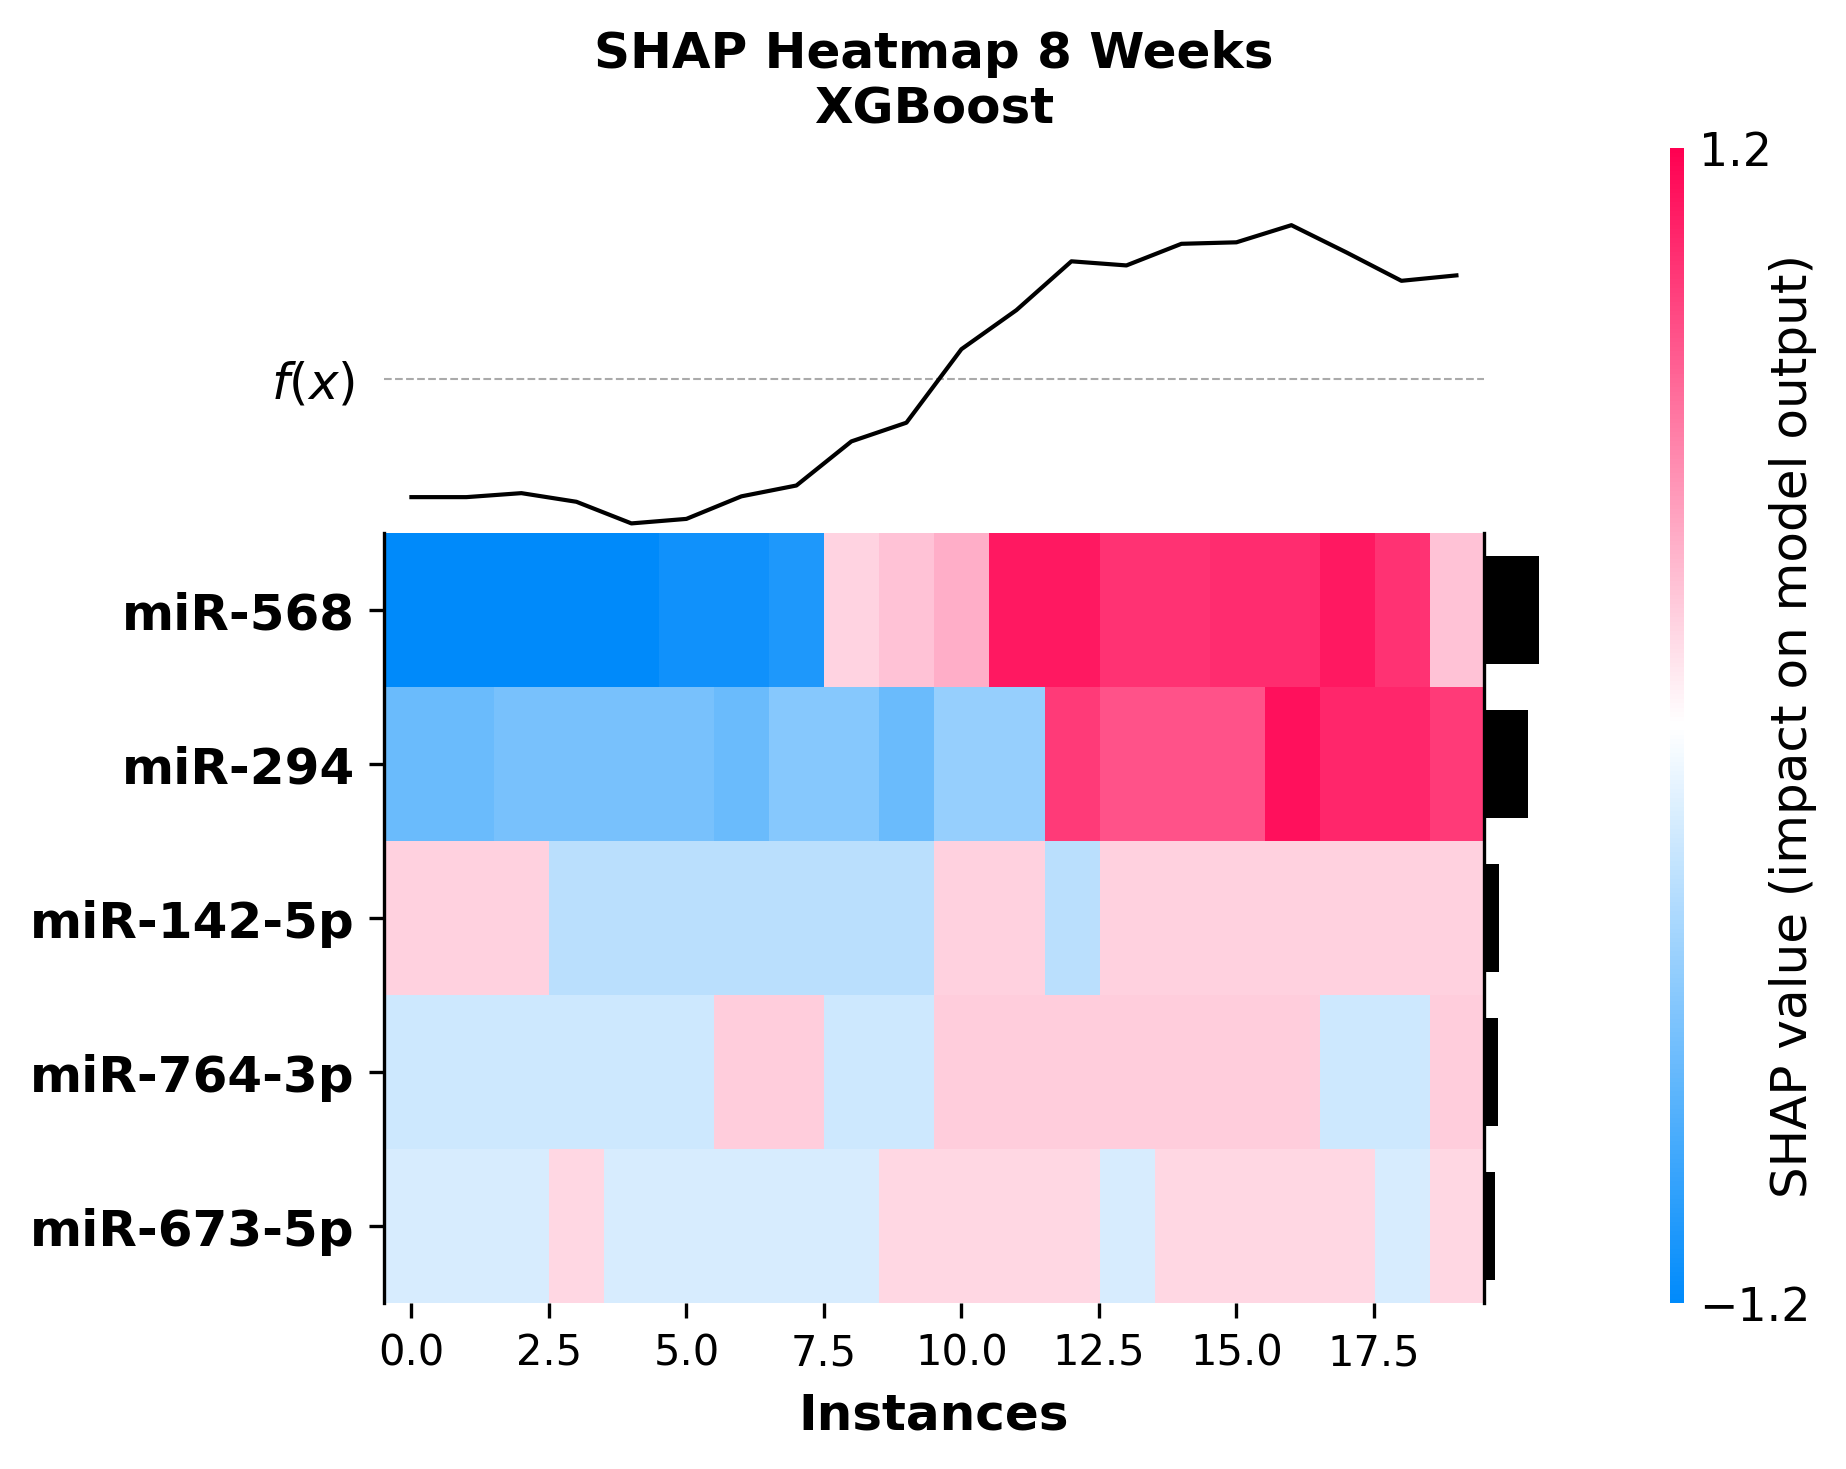 SHAP Heatmap 8 Weeks
XGBoost
1.2
f(x)
miR-568
miR-294
miR-142-5p
miR-764-3p
miR-673-5p
0.0 2.5 5.0 7.5 10.0 12.5 15.0 17.5
Instances
SHAP value (impact on model output)
−1.2